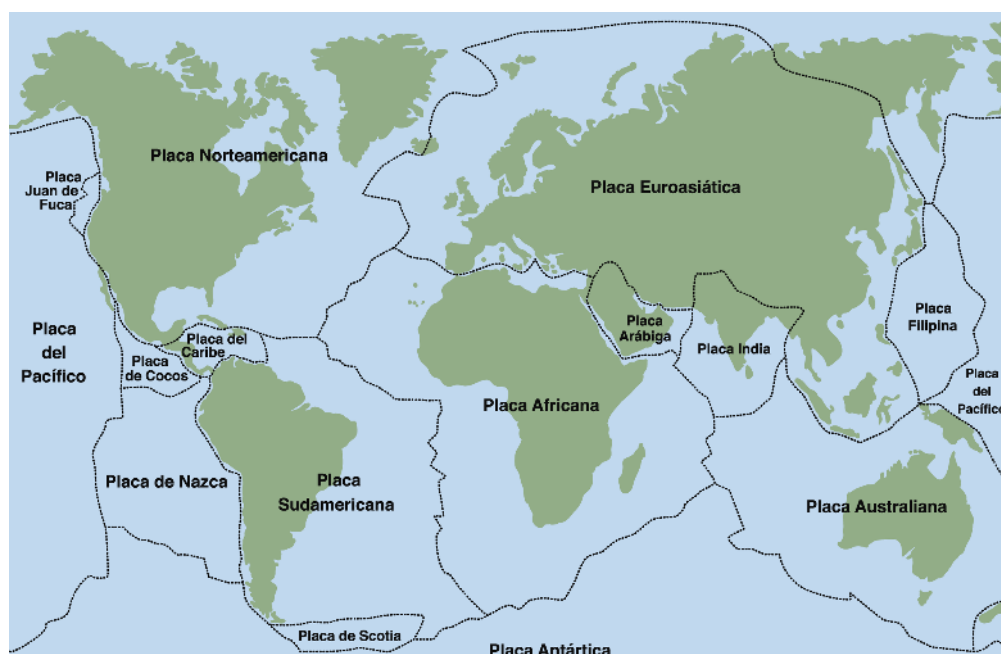 Placa Norteamericana
Placa
Juan de
Fuca
Placa Euroasiática
Placa
del
Pacífico
Placa del
Caribe
Placa
de Cocos
Placa
Arábiga
Placa India
Placa
Filipina
Placa
del
Pacífico
Placa Africana
Placa de Nazca
Placa
Sudamericana
Placa Australiana
Placa de Scotia
Placa Antártica